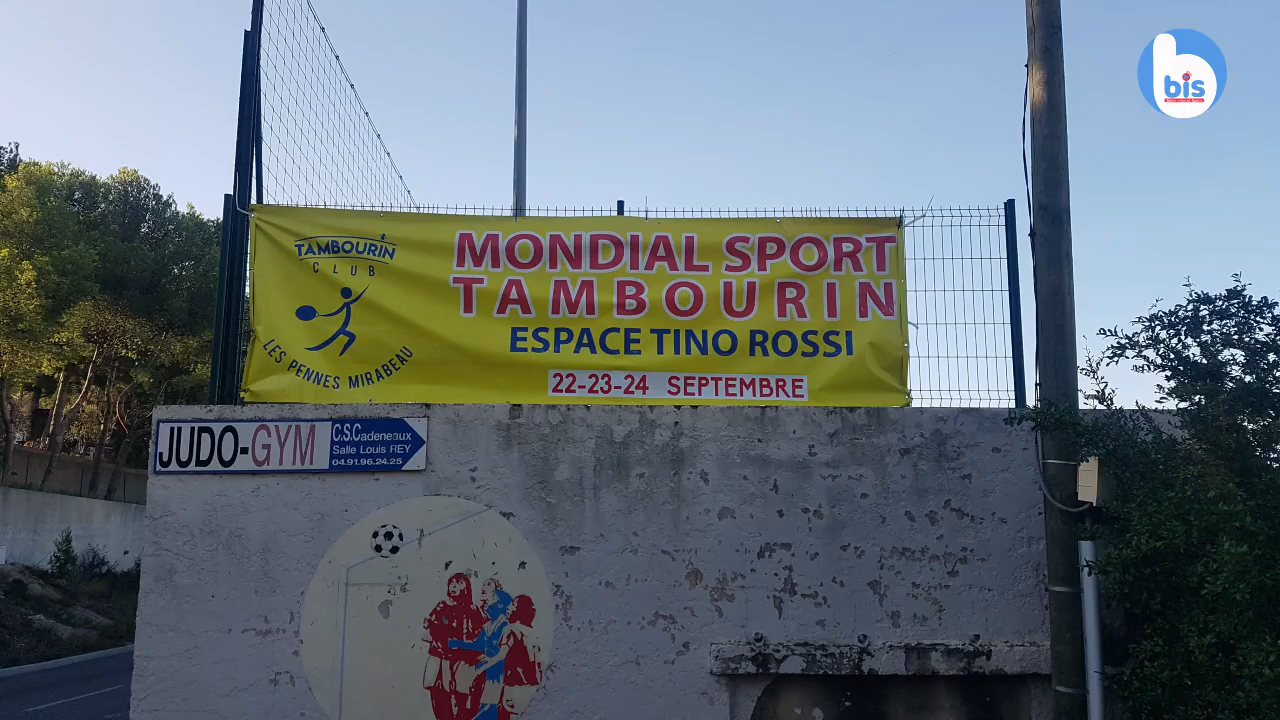 bis
TAMBOURIN
CLUB
LES PENNES MIRABEAU
MONDIAL SPORT
TAMBOURIN
ESPACE TINO ROSSI
22-23-24 SEPTEMBRE
JUDO-GYM
C.S.Cadeneaux
Salle Louis REY
04.91.96.24.25